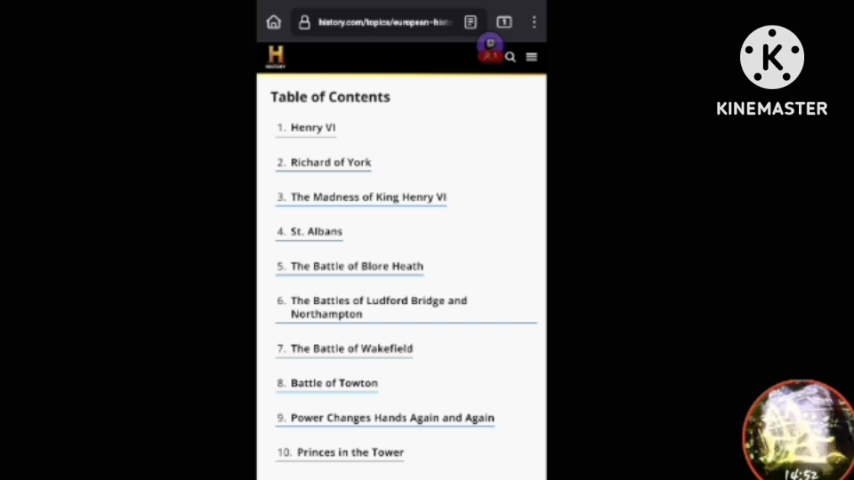 history.com/topics/european-hist
1
H
HISTORY
Table of Contents
1. Henry VI
2. Richard of York
3. The Madness of King Henry VI
4. St. Albans
5. The Battle of Blore Heath
6. The Battles of Ludford Bridge and
Northampton
7. The Battle of Wakefield
8. Battle of Towton
9. Power Changes Hands Again and Again
10. Princes in the Tower
K
KINEMASTER
14:52